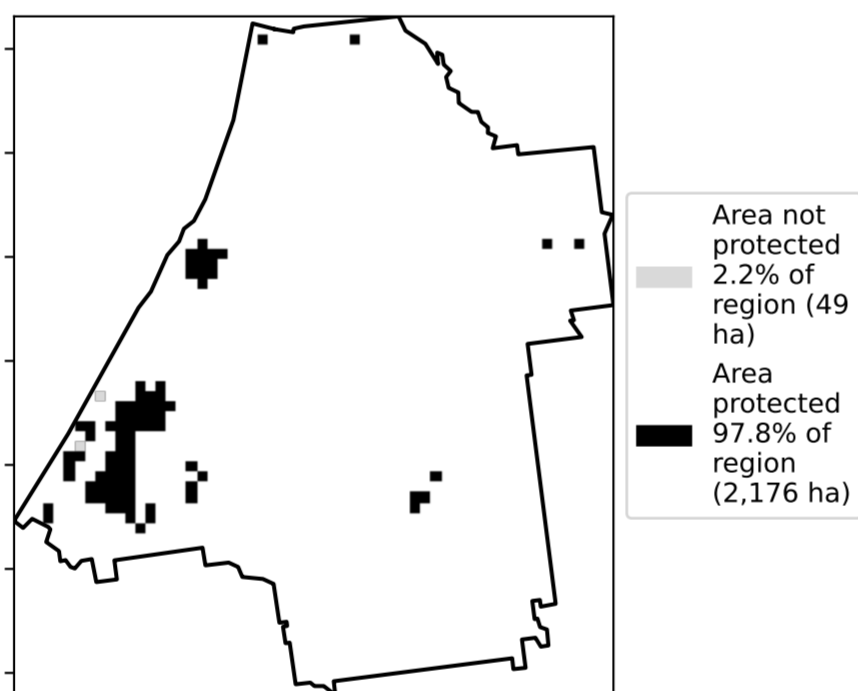 Area not
protected
2.2% of
region (49
ha)
Area
protected
97.8% of
region
(2,176 ha)